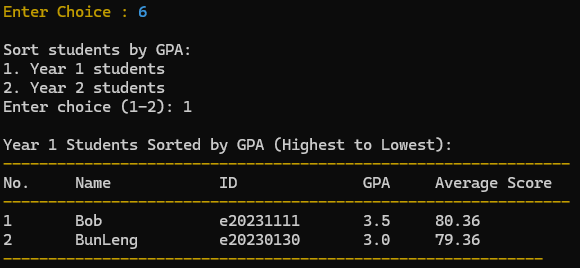 Enter Choice : 6
Sort students by GPA:
1. Year 1 students
2. Year 2 students
Enter choice (1-2): 1
Year 1 Students Sorted by GPA (Highest to Lowest):
---------------------------------------------------------------
No.     Name            ID              GPA     Average Score
---------------------------------------------------------------
1       Bob             e20231111       3.5     80.36
2       BunLeng         e20230130       3.0     79.36
------------------------------------------------------------